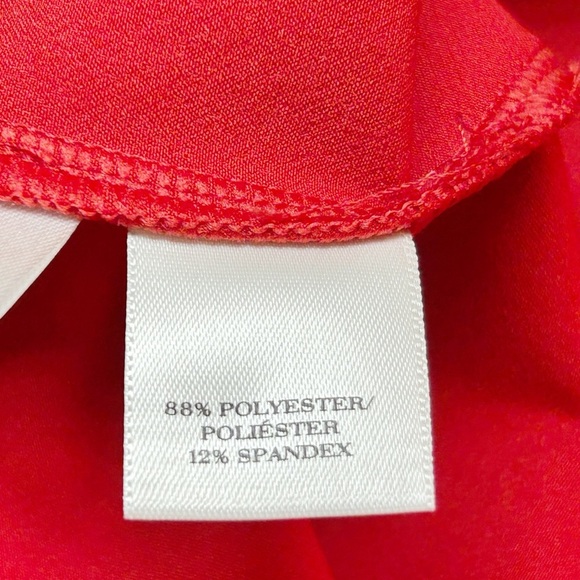 88% POLYESTER/
POLIÉSTER
12% SPANDEX